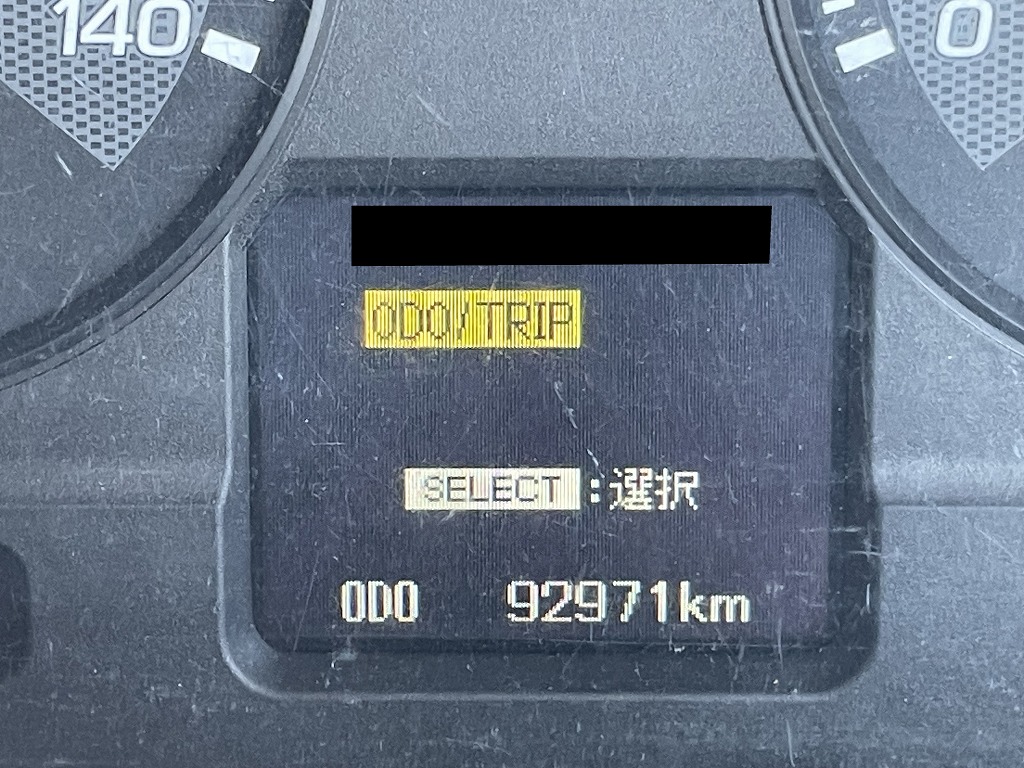 140
0
ODO/TRIP
SELECT:選択
ODO 92971km